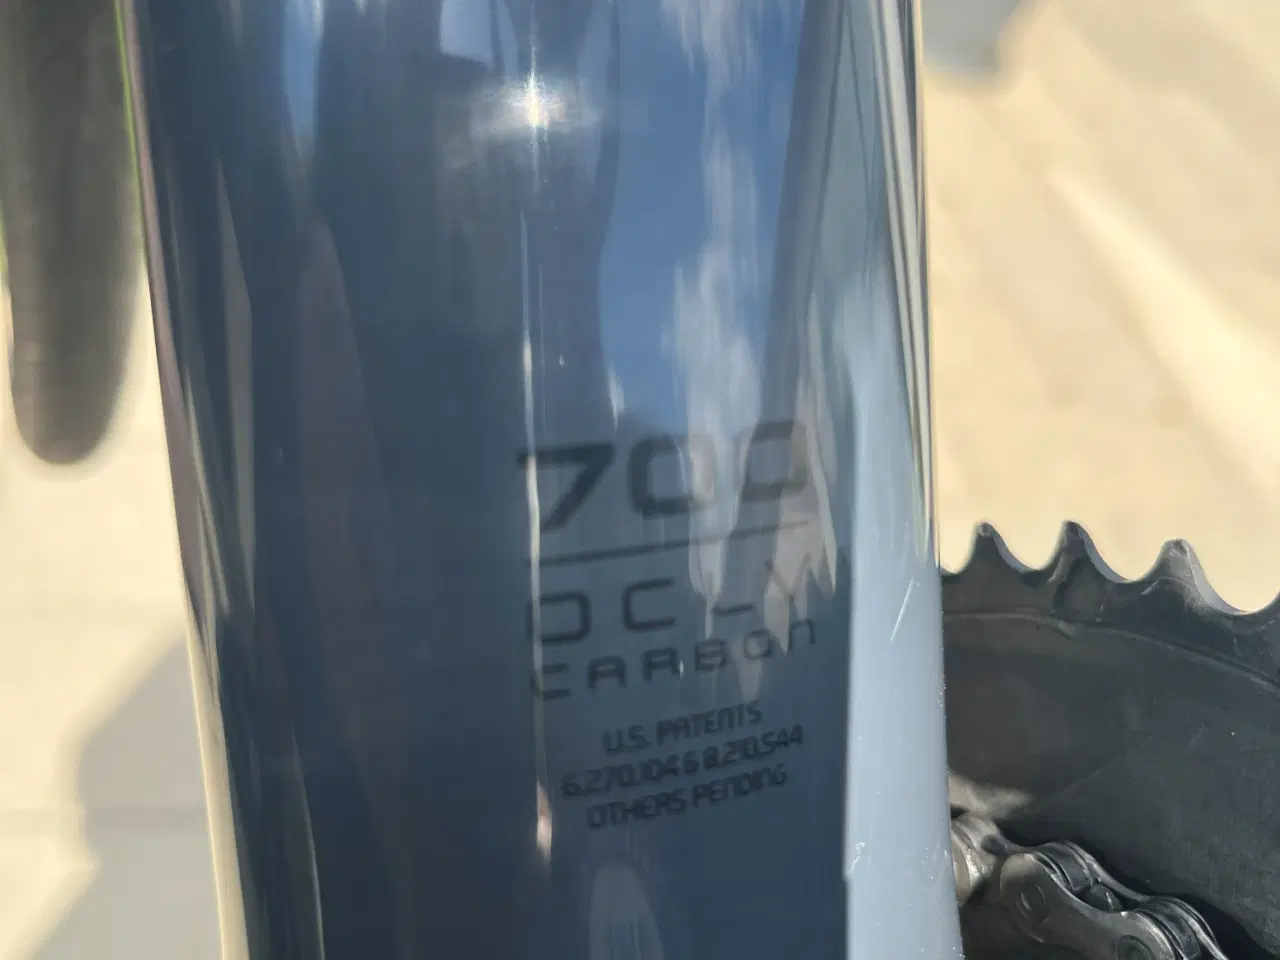 700
OCLV
CARBON
U.S. PATENTS
6,270,104 & 8,210,544
OTHERS PENDING